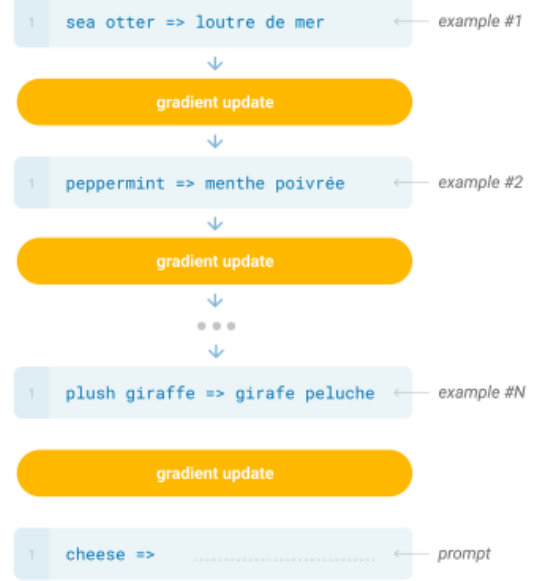 1 sea otter => loutre de mer example #1
gradient update
1 peppermint => menthe poivrée example #2
gradient update
1 plush giraffe => girafe peluche example #N
gradient update
1 cheese => prompt